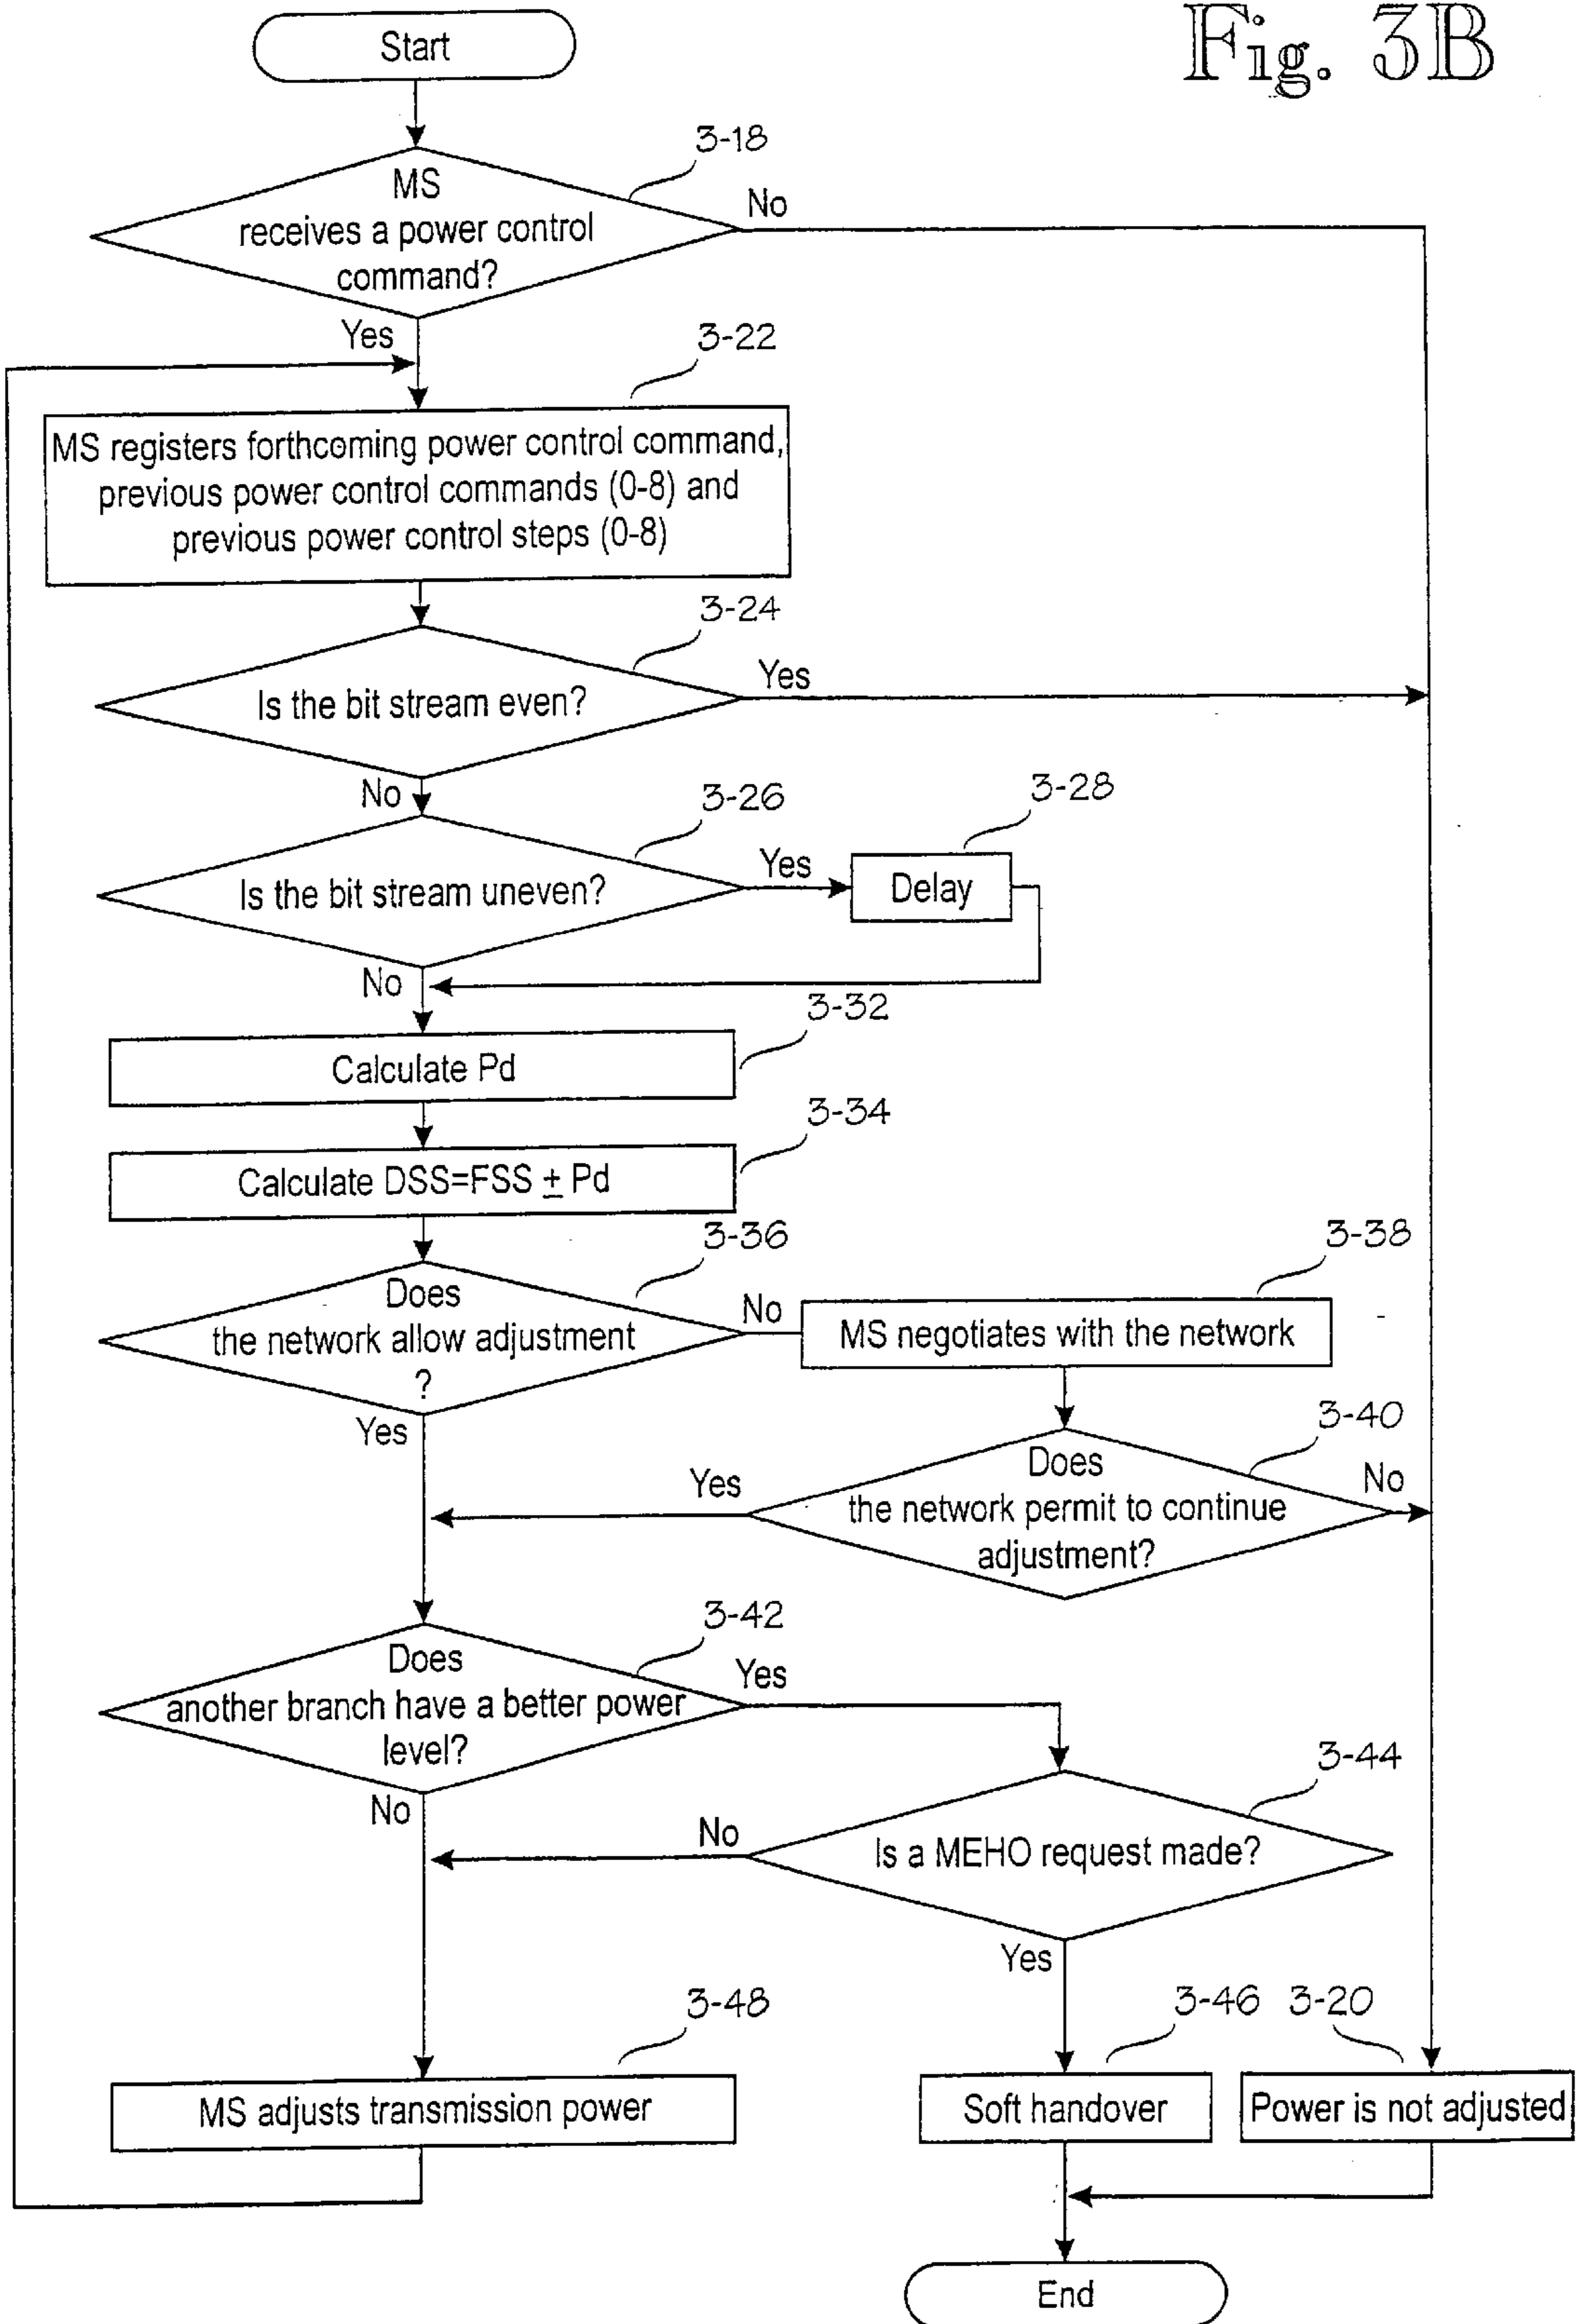 Fig. 3B
Start
3-18
MS
receives a power control
command?
No
Yes
3-22
MS registers forthcoming power control command,
previous power control commands (0-8) and
previous power control steps (0-8)
3-24
Is the bit stream even?
Yes
No
3-26
Is the bit stream uneven?
Yes
3-28
Delay
No
3-32
Calculate Pd
3-34
Calculate DSS=FSS ± Pd
3-36
Does
the network allow adjustment
?
No
3-38
MS negotiates with the network
Yes
3-40
Does
the network permit to continue
adjustment?
Yes
No
3-42
Does
another branch have a better power
level?
Yes
No
3-44
Is a MEHO request made?
No
Yes
3-48
MS adjusts transmission power
3-46
Soft handover
3-20
Power is not adjusted
End